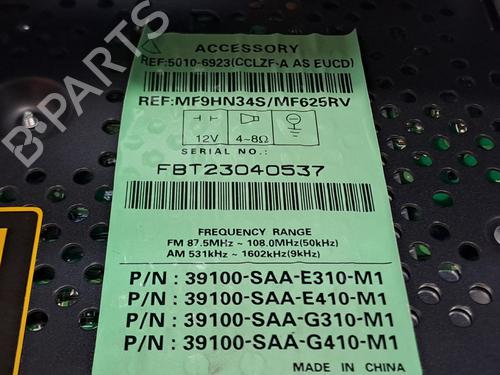 ACCESSORY
REF:5010-6923(CCLZF-A AS EUCD)
REF:MF9HN34S/MF625RV
12V 4~8Ω
SERIAL NO.:
FBT23040537
FREQUENCY RANGE
FM 87.5MHz ~ 108.0MHz(50kHz)
AM 531kHz ~ 1602kHz(9kHz)
P/N : 39100-SAA-E310-M1
P/N : 39100-SAA-E410-M1
P/N : 39100-SAA-G310-M1
P/N : 39100-SAA-G410-M1
MADE IN CHINA
B-PARTS